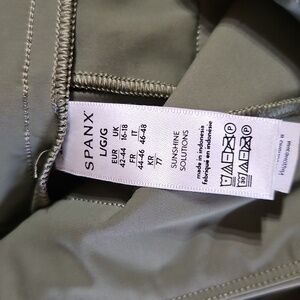 SPANX
L/G/G
EUR UK
42-44 16-18
FR IT
44-46 46-48
KR
77
SUNSHINE
SOLUTIONS
made in indonesia
fabriqué en indonésie
30